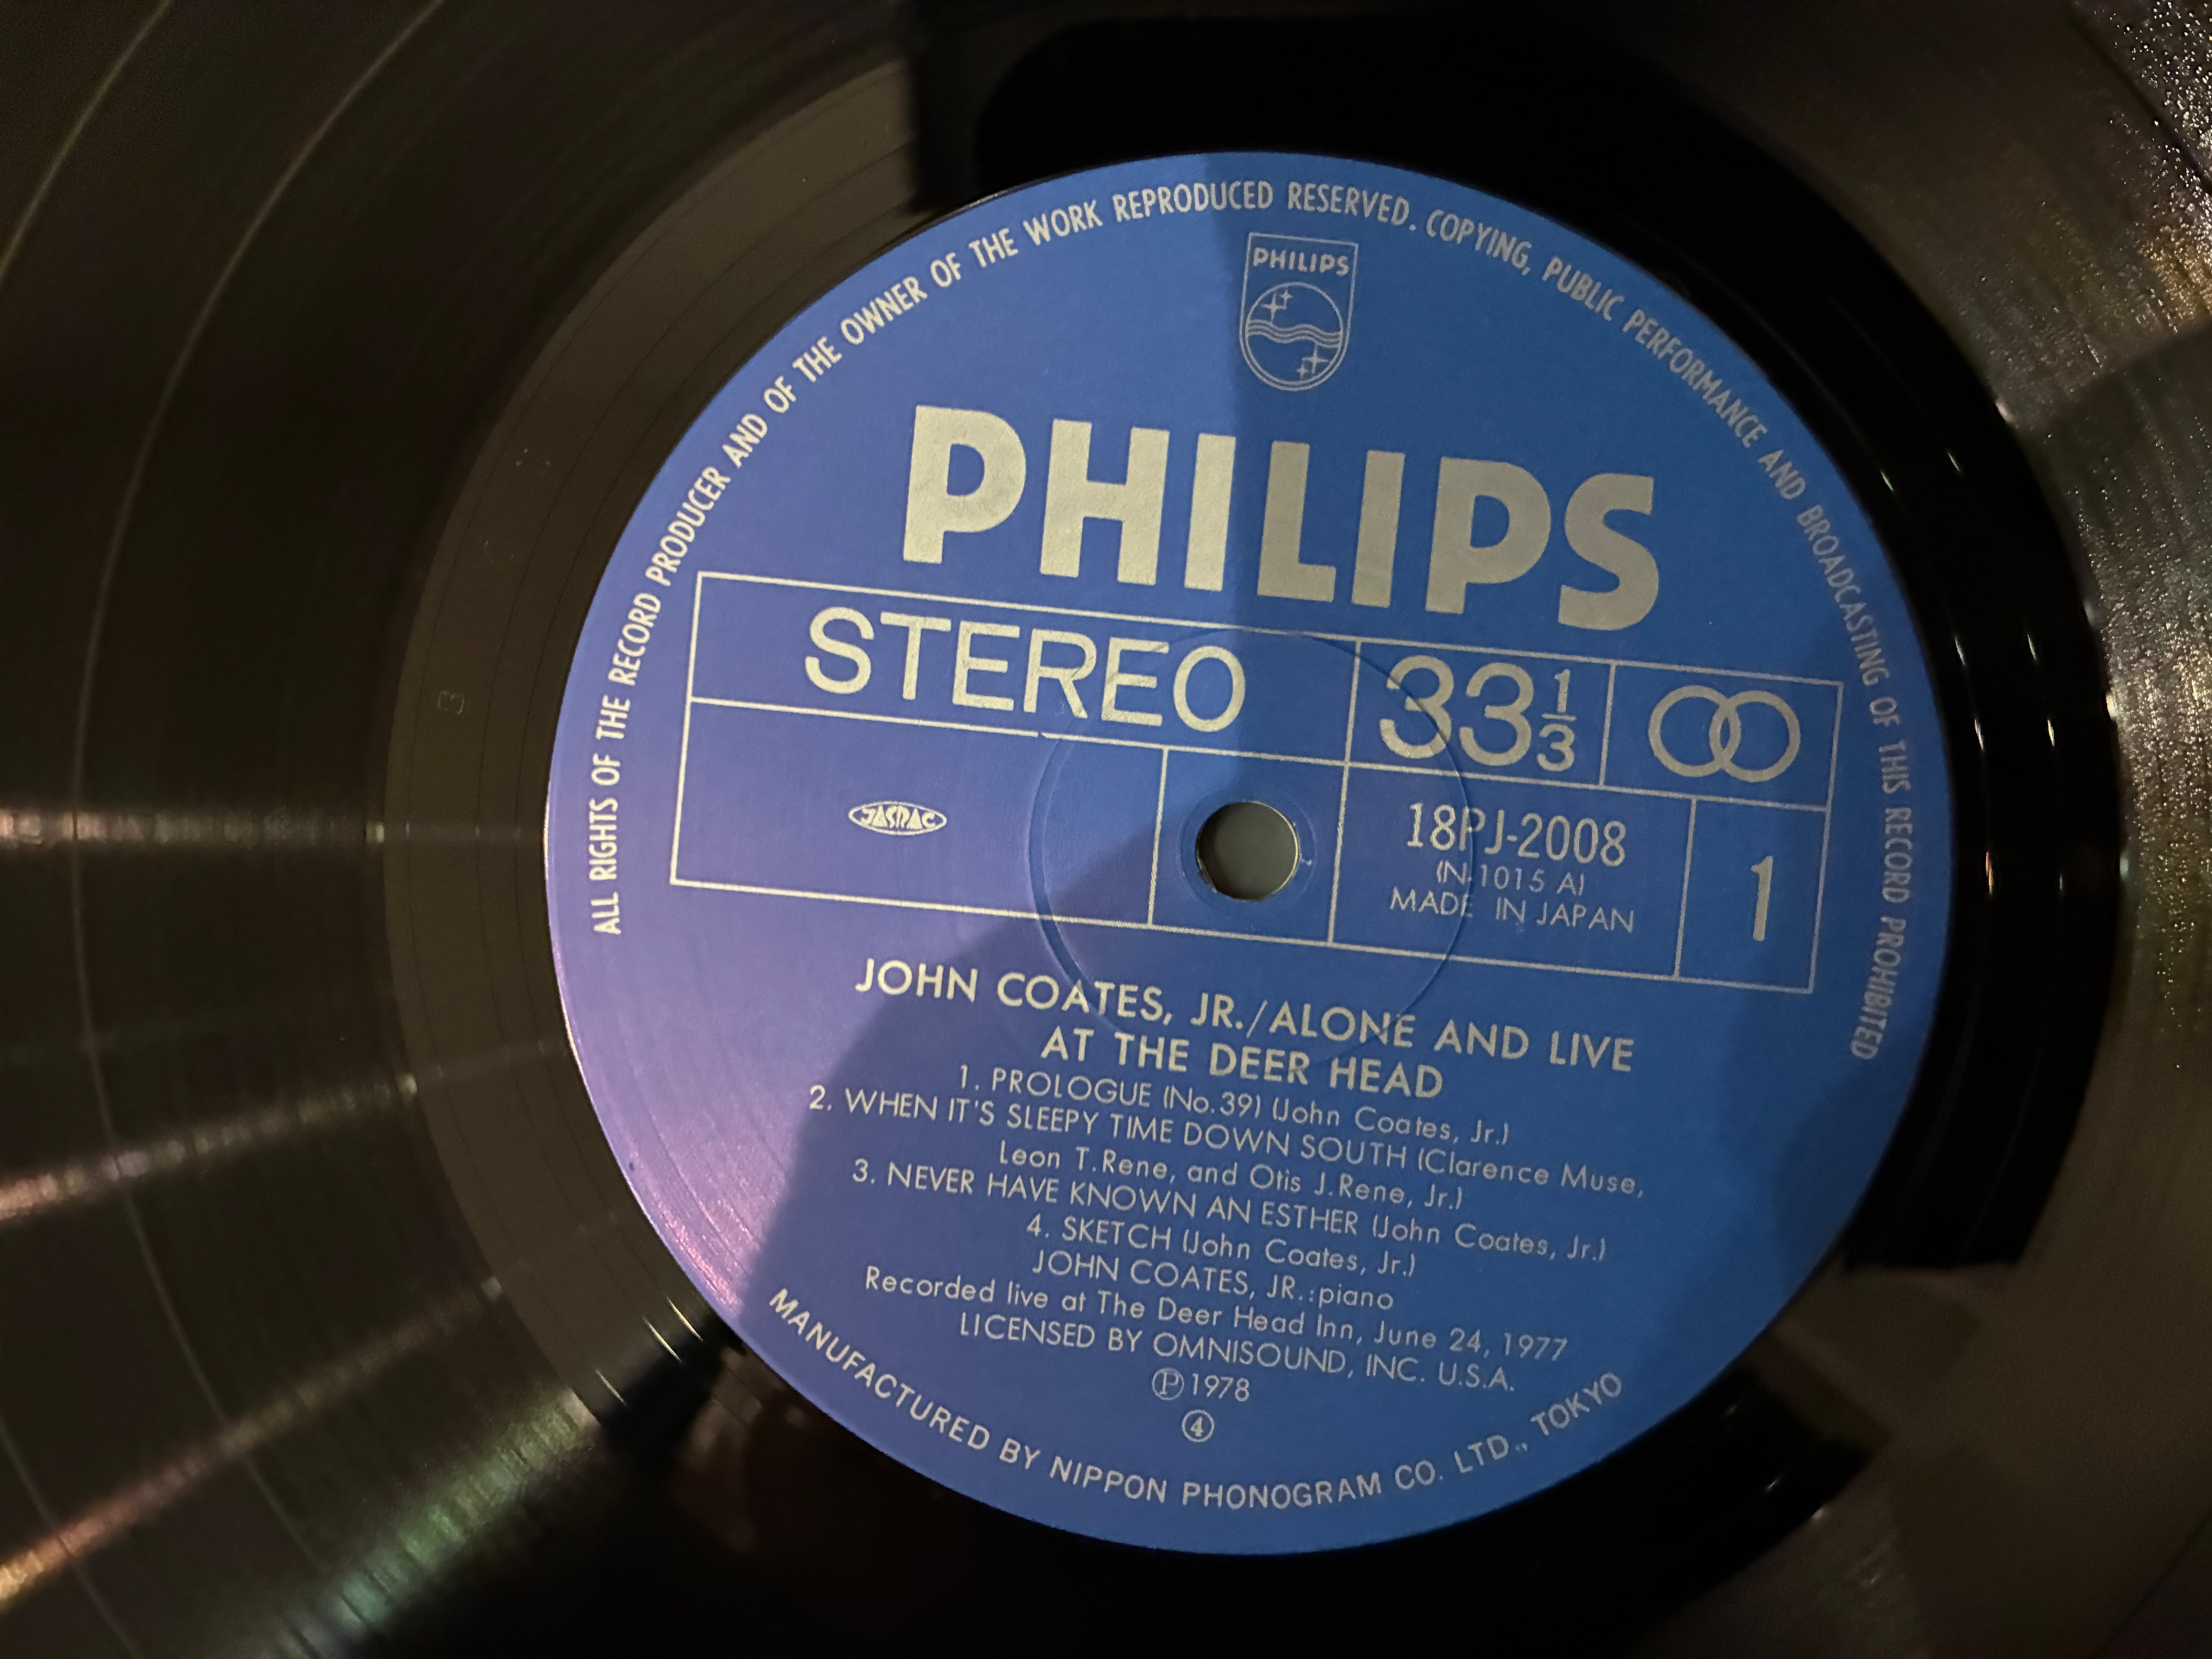 ALL RIGHTS OF THE RECORD PRODUCER AND OF THE OWNER OF THE WORK REPRODUCED RESERVED. COPYING, PUBLIC PERFORMANCE AND BROADCASTING OF THIS RECORD PROHIBITED
PHILIPS
PHILIPS
STEREO
33 1/3
JASRAC
18PJ-2008
(N-1015 A)
MADE IN JAPAN
1
JOHN COATES, JR./ALONE AND LIVE
AT THE DEER HEAD
1. PROLOGUE (No.39) (John Coates, Jr.)
2. WHEN IT'S SLEEPY TIME DOWN SOUTH (Clarence Muse,
Leon T.Rene, and Otis J.Rene, Jr.)
3. NEVER HAVE KNOWN AN ESTHER (John Coates, Jr.)
4. SKETCH (John Coates, Jr.)
JOHN COATES, JR.:piano
Recorded live at The Deer Head Inn, June 24, 1977
LICENSED BY OMNISOUND, INC. U.S.A.
℗1978
④
MANUFACTURED BY NIPPON PHONOGRAM CO. LTD., TOKYO